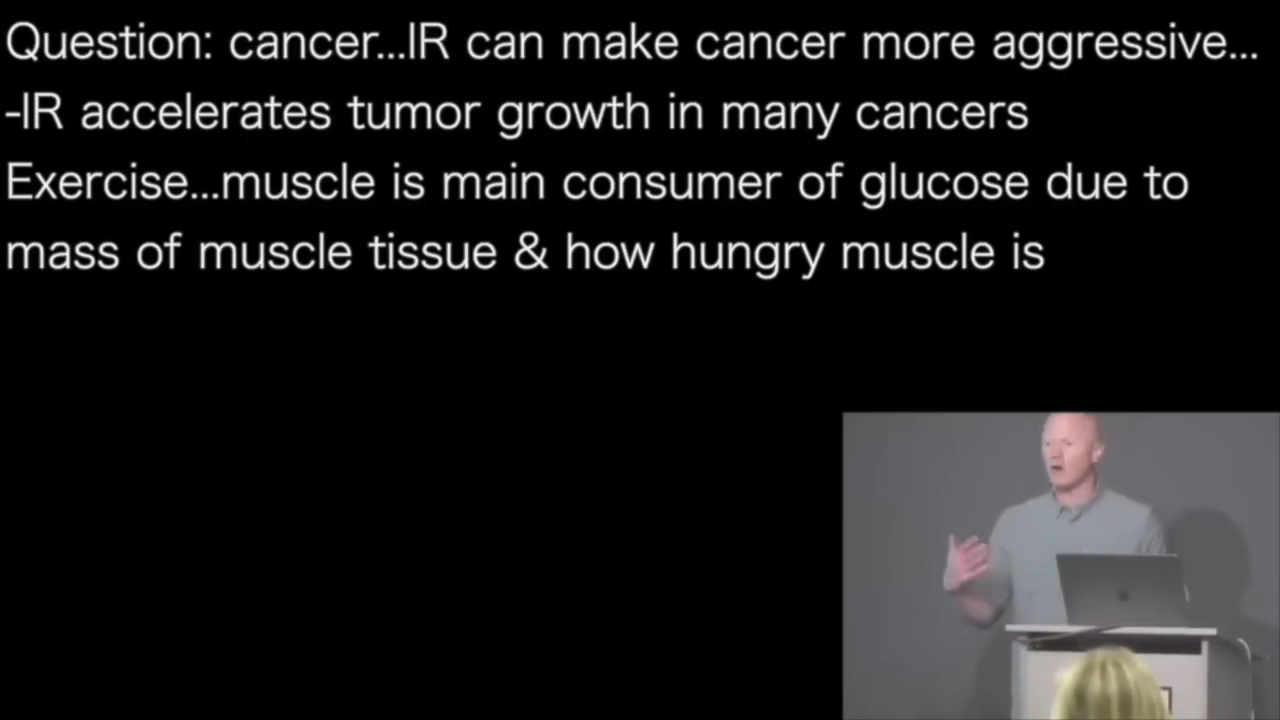 Question: cancer...IR can make cancer more aggressive...
-IR accelerates tumor growth in many cancers
Exercise...muscle is main consumer of glucose due to
mass of muscle tissue & how hungry muscle is